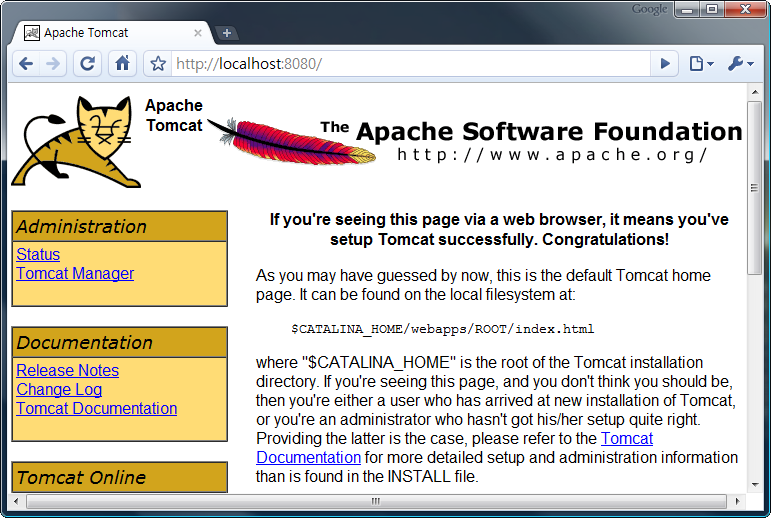 Google
Apache Tomcat
http://localhost:8080/
Apache
Tomcat
The Apache Software Foundation
http://www.apache.org/
Administration
Status
Tomcat Manager
Documentation
Release Notes
Change Log
Tomcat Documentation
Tomcat Online
If you're seeing this page via a web browser, it means you've
setup Tomcat successfully. Congratulations!
As you may have guessed by now, this is the default Tomcat home
page. It can be found on the local filesystem at:
$CATALINA_HOME/webapps/ROOT/index.html
where "$CATALINA_HOME" is the root of the Tomcat installation
directory. If you're seeing this page, and you don't think you should be,
then you're either a user who has arrived at new installation of Tomcat,
or you're an administrator who hasn't got his/her setup quite right.
Providing the latter is the case, please refer to the Tomcat
Documentation for more detailed setup and administration information
than is found in the INSTALL file.